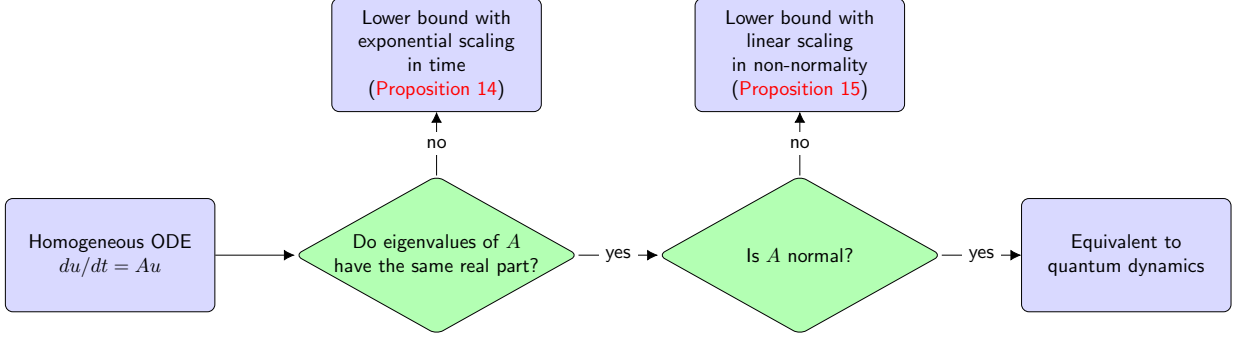 Lower bound with
exponential scaling
in time
(Proposition 14)
Lower bound with
linear scaling
in non-normality
(Proposition 15)
no
no
Homogeneous ODE
du/dt = Au
Do eigenvalues of A
have the same real part?
yes
Is A normal?
yes
Equivalent to
quantum dynamics